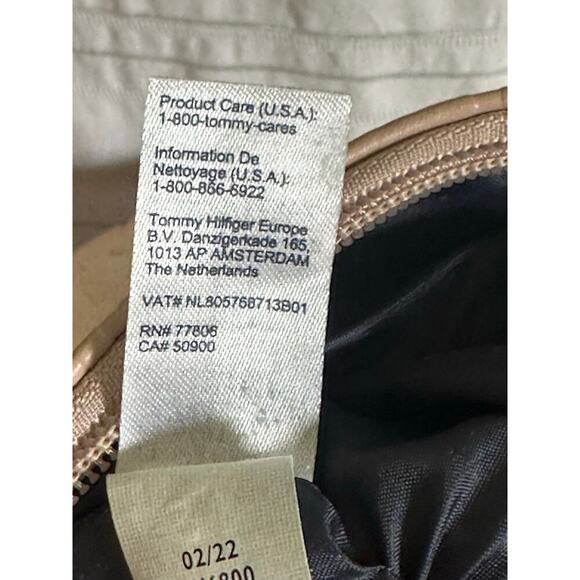 Product Care (U.S.A.):
1-800-tommy-cares
Information De
Nettoyage (U.S.A.):
1-800-866-6922
Tommy Hilfiger Europe
B.V. Danzigerkade 165,
1013 AP AMSTERDAM
The Netherlands
VAT# NL805768713B01
RN# 77806
CA# 50900
02/22